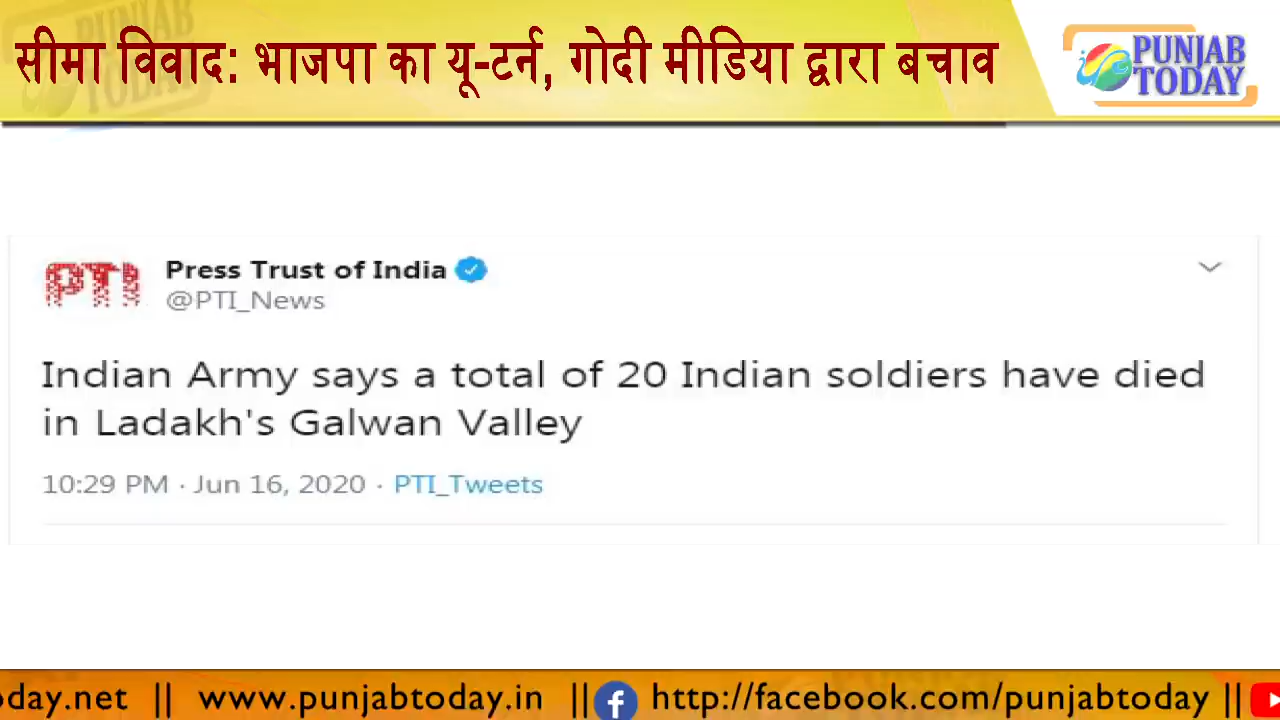 सीमा विवाद: भाजपा का यू-टर्न, गोदी मीडिया द्वारा बचाव
PUNJAB
TODAY
PTI
Press Trust of India
@PTI_News
Indian Army says a total of 20 Indian soldiers have died
in Ladakh's Galwan Valley
10:29 PM · Jun 16, 2020 · PTI_Tweets
day.net || www.punjabtoday.in || http://facebook.com/punjabtoday ||